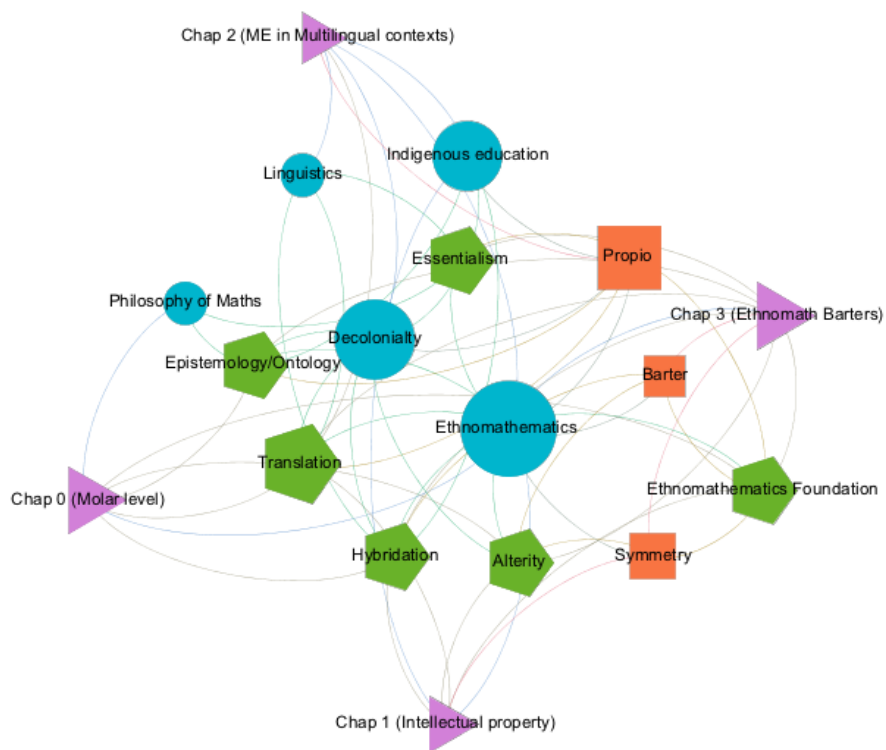 Chap 2 (ME in Multilingual contexts)
Indigenous education
Linguistics
Essentialism
Propio
Philosophy of Maths
Chap 3 (Ethnomath Barters)
Decolonialty
Epistemology/Ontology
Barter
Ethnomathematics
Translation
Ethnomathematics Foundation
Chap 0 (Molar level)
Hybridation
Alterity
Symmetry
Chap 1 (Intellectual property)